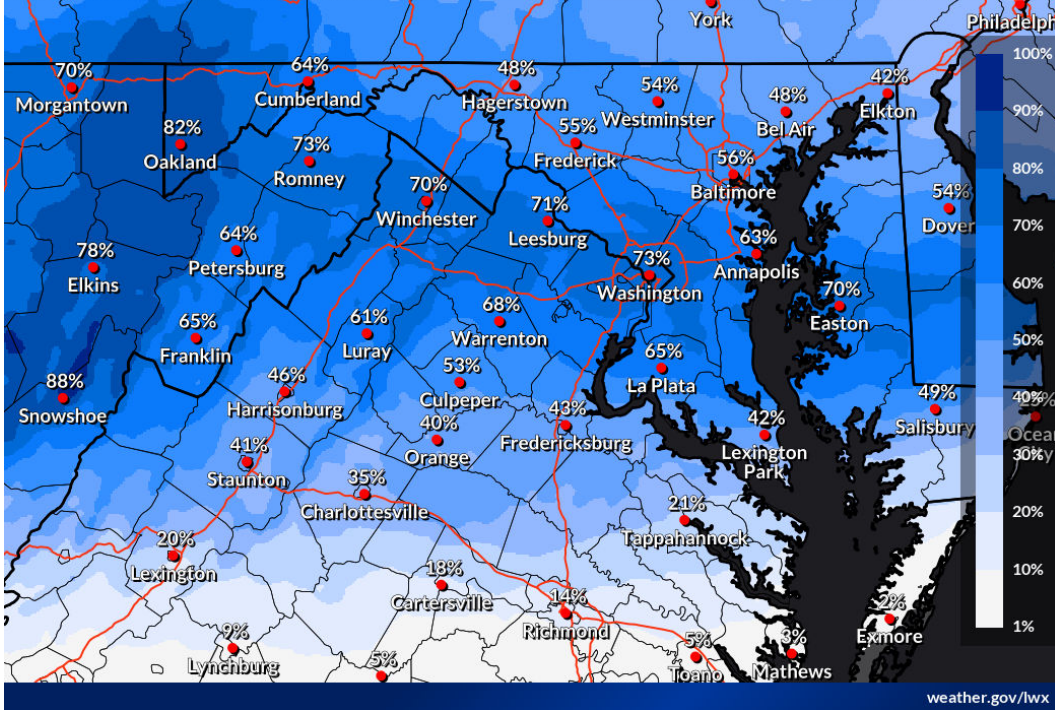 York
Philadelph
100%
70%
Morgantown
64%
Cumberland
48%
Hagerstown
54%
Westminster
48%
Bel Air
42%
Elkton
90%
82%
Oakland
73%
Romney
55%
Frederick
56%
Baltimore
80%
70%
Winchester
71%
Leesburg
54%
Dover
70%
78%
Elkins
64%
Petersburg
73%
Washington
63%
Annapolis
60%
70%
Easton
65%
Franklin
61%
Luray
68%
Warrenton
50%
88%
Snowshoe
46%
Harrisonburg
53%
Culpeper
65%
La Plata
40%
49%
Salisbury
41%
Staunton
40%
Orange
43%
Fredericksburg
42%
Lexington
Park
Ocean
30%
35%
Charlottesville
21%
Tappahannock
20%
20%
Lexington
18%
Cartersville
14%
Richmond
10%
9%
Lynchburg
5%
5%
Toano
3%
Mathews
2%
Exmore
1%
weather.gov/lwx